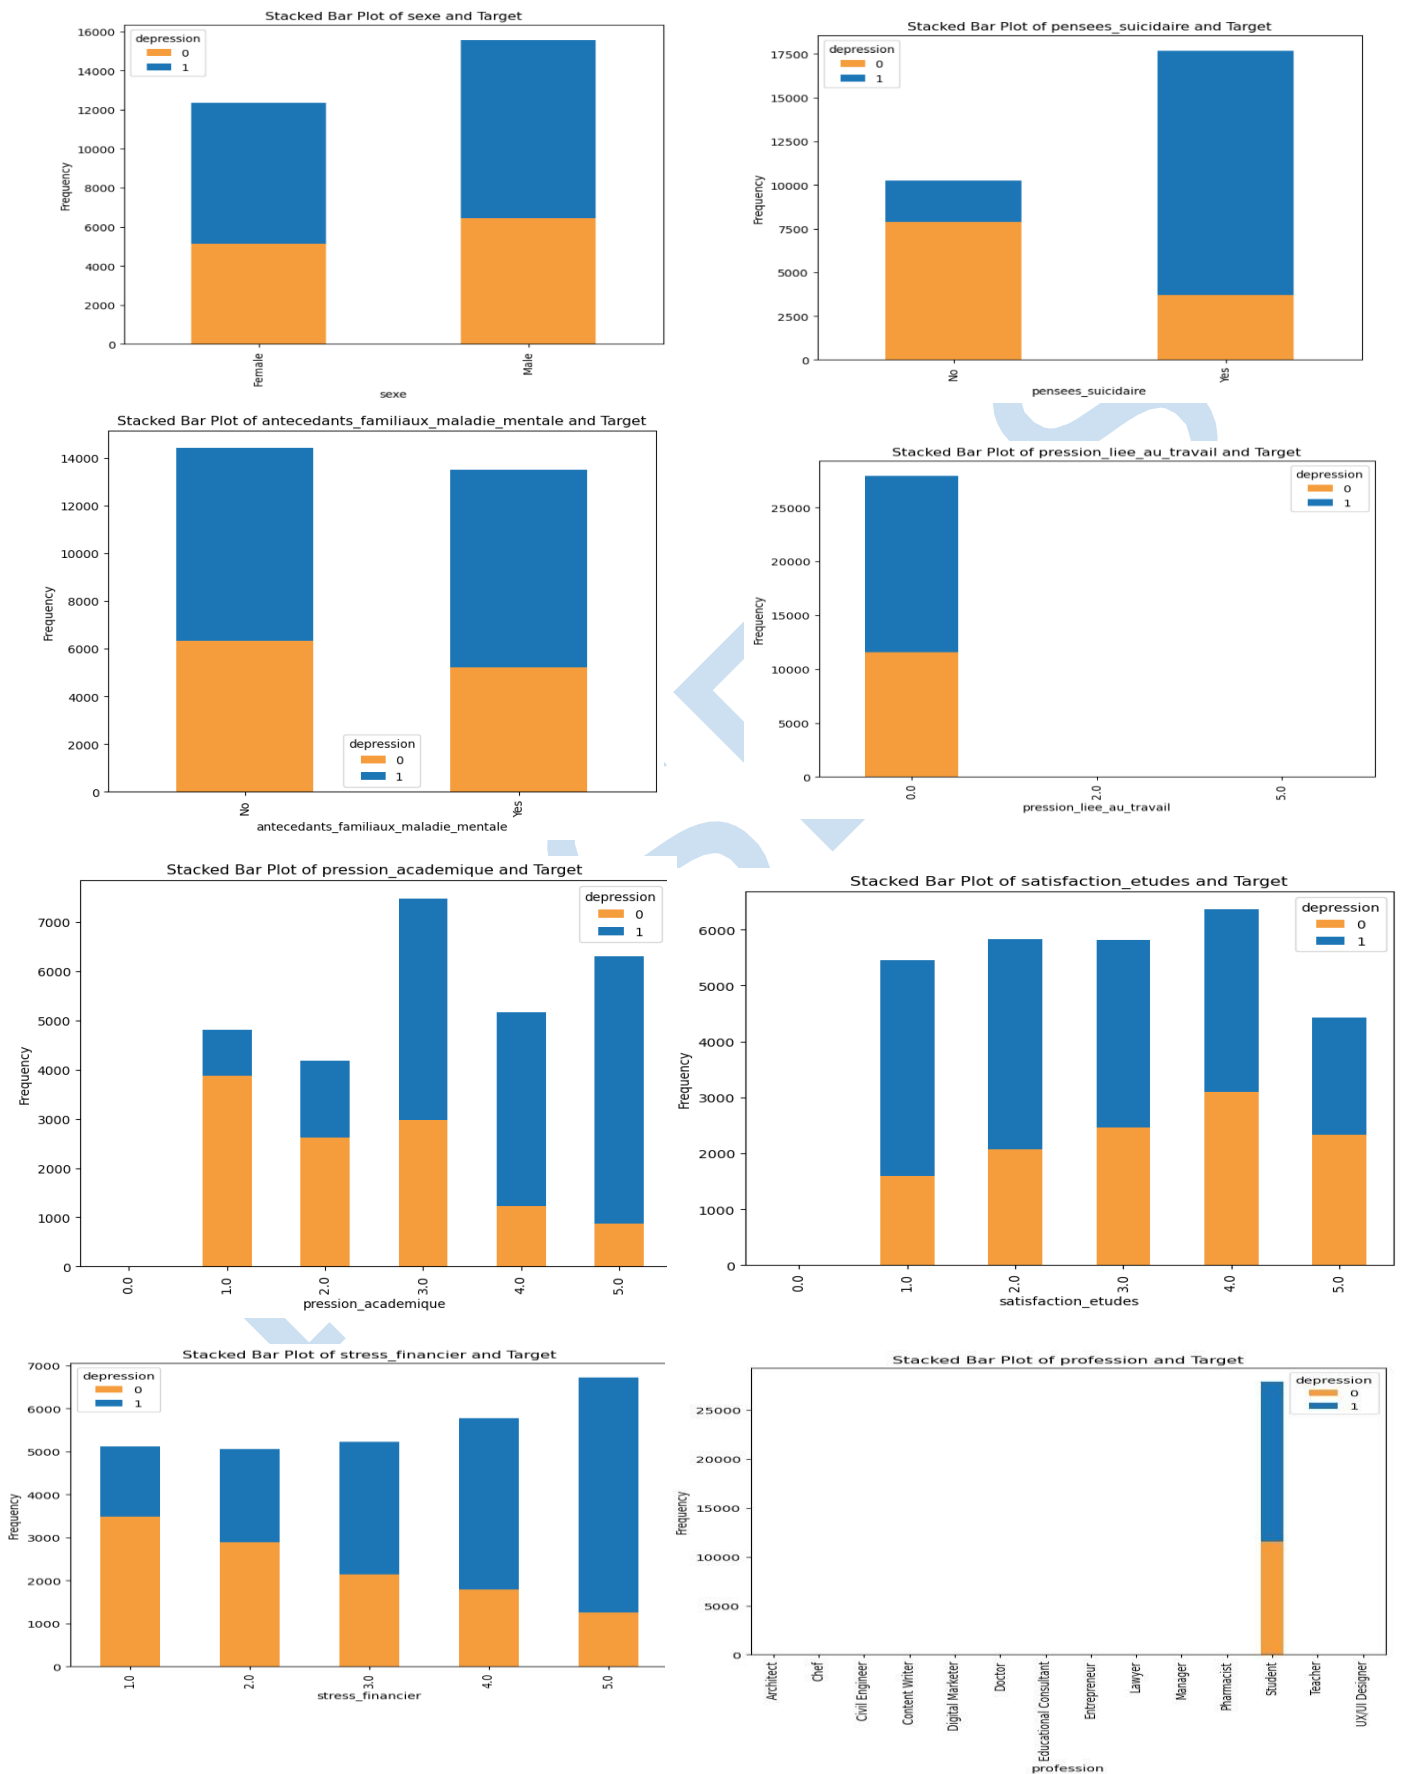 Stacked Bar Plot of sexe and Target
depression
0
1
16000
14000
12000
10000
8000
6000
4000
2000
0
Frequency
Female
Male
sexe
Stacked Bar Plot of pensees_suicidaire and Target
depression
0
1
17500
15000
12500
10000
7500
5000
2500
0
Frequency
No
Yes
pensees_suicidaire
Stacked Bar Plot of antecedants_familiaux_maladie_mentale and Target
14000
12000
10000
8000
6000
4000
2000
0
Frequency
depression
0
1
No
Yes
antecedants_familiaux_maladie_mentale
Stacked Bar Plot of pression_liee_au_travail and Target
depression
0
1
25000
20000
15000
10000
5000
0
Frequency
0.0
2.0
5.0
pression_liee_au_travail
Stacked Bar Plot of pression_academique and Target
depression
0
1
7000
6000
5000
4000
3000
2000
1000
0
Frequency
0.0
1.0
2.0
3.0
4.0
5.0
pression_academique
Stacked Bar Plot of satisfaction_etudes and Target
depression
0
1
6000
5000
4000
3000
2000
1000
0
Frequency
0.0
1.0
2.0
3.0
4.0
5.0
satisfaction_etudes
Stacked Bar Plot of stress_financier and Target
depression
0
1
7000
6000
5000
4000
3000
2000
1000
0
Frequency
1.0
2.0
3.0
4.0
5.0
stress_financier
Stacked Bar Plot of profession and Target
depression
0
1
25000
20000
15000
10000
5000
0
Frequency
Architect
Chef
Civil Engineer
Content Writer
Digital Marketer
Doctor
Educational Consultant
Entrepreneur
Lawyer
Manager
Pharmacist
Student
Teacher
UX/UI Designer
profession